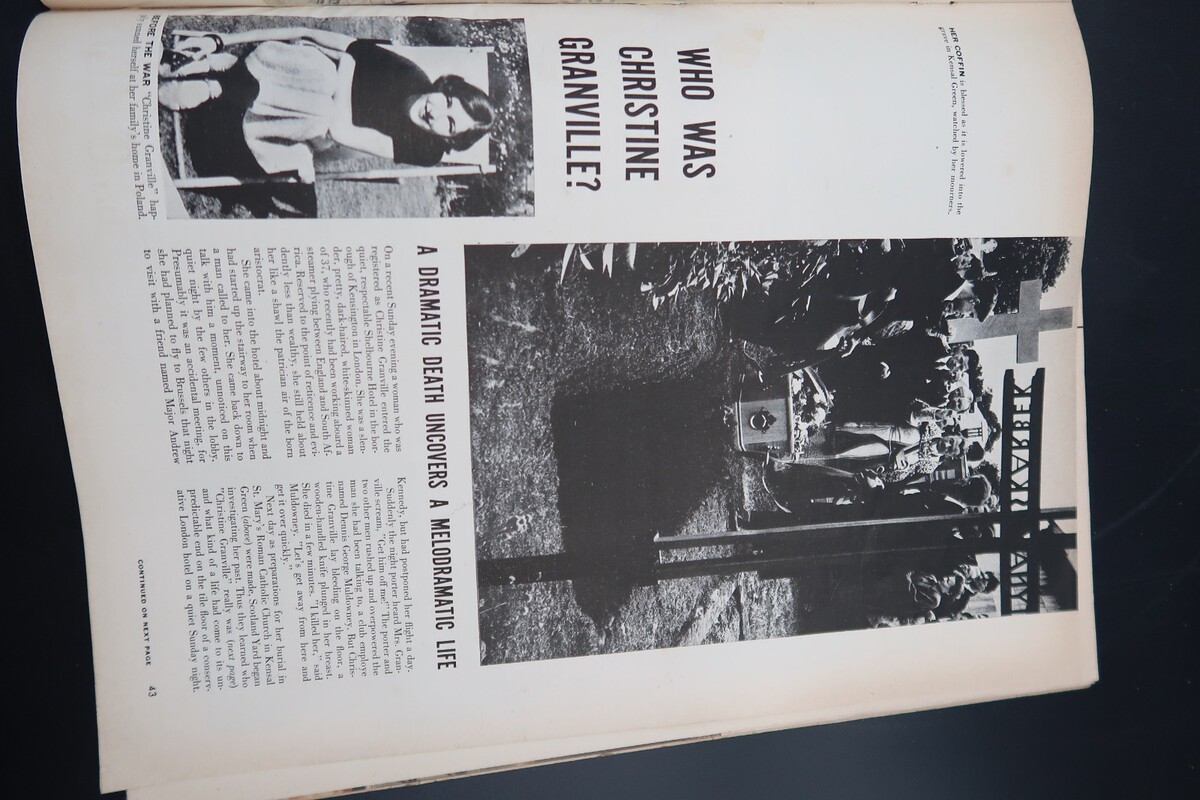 HER COFFIN is blessed as it is lowered into the
grave in Kensal Green, watched by her mourners.
WHO WAS
CHRISTINE
GRANVILLE?
BEFORE THE WAR "Christine Granville" hap-
sunned herself at her family's home in Poland.
A DRAMATIC DEATH UNCOVERS A MELODRAMATIC LIFE
On a recent Sunday evening a woman who was
registered as Christine Granville entered the
quiet, respectable Shelbourne Hotel in the bor-
ough of Kensington in London. She was a slen-
der, pretty, dark-haired, white-skinned woman
of 37, who recently had been working aboard a
steamer plying between England and South Af-
rica. Reserved to the point of reticence and evi-
dently less than wealthy, she still held about
her like a shawl the patrician air of the born
aristocrat.
She came into the hotel about midnight and
had started up the stairway to her room when
a man called to her. She came back down to
talk with him a moment, unnoticed on this
quiet night by the few others in the lobby.
Presumably it was an accidental meeting, for
she had planned to fly to Brussels that night
to visit with a friend named Major Andrew
Kennedy, but had postponed her flight a day.
Suddenly the night porter heard Mrs. Gran-
ville scream, "Get him off me!" The porter and
two other men rushed up and overpowered the
man she had been talking to, a club employe
named Dennis George Muldowney. But Chris-
tine Granville lay bleeding on the floor, a
wooden-handled knife plunged in her breast.
She died in a few minutes. "I killed her," said
Muldowney. "Let's get away from here and
get it over quickly."
Next day as preparations for her burial in
St. Mary's Roman Catholic Church in Kensal
Green (above) were made, Scotland Yard began
investigating her past. Thus they learned who
"Christine Granville" really was (next page)
and what kind of a life had come to its un-
predictable end on the tile floor of a conserv-
ative London hotel on a quiet Sunday night.
CONTINUED ON NEXT PAGE 43